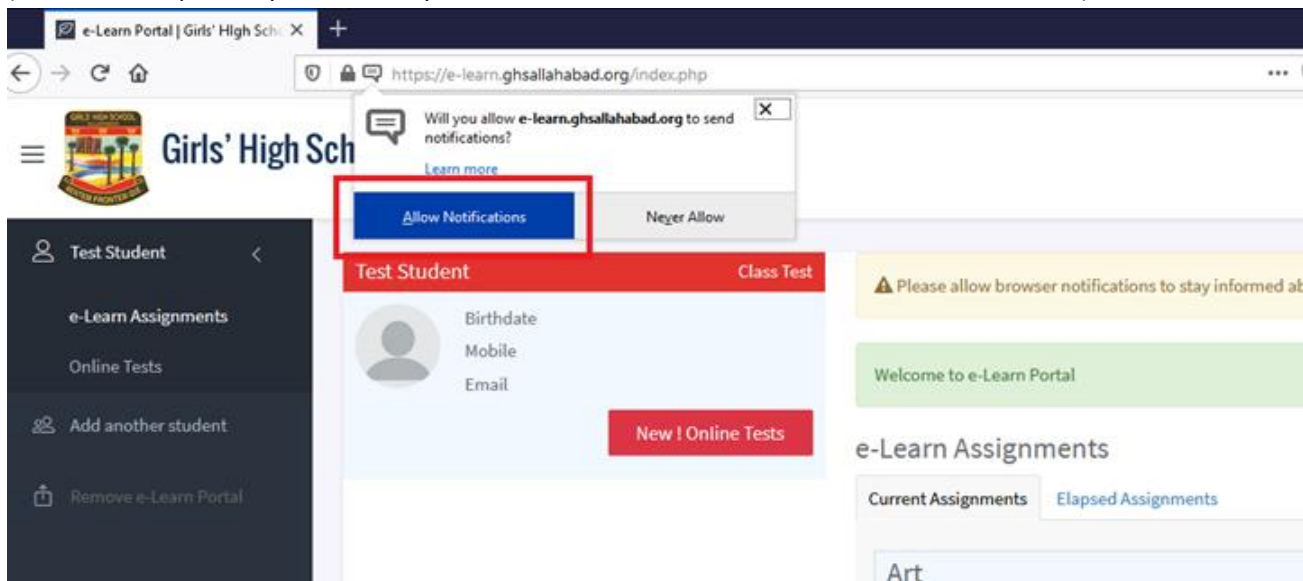 e-Learn Portal | Girls' HIgh Sch
https://e-learn.ghsallahabad.org/index.php
Will you allow e-learn.ghsallahabad.org to send
notifications?
Learn more
Allow Notifications
Never Allow
GIRLS' HIGH SCHOOL
Girls' High Sch
Test Student
e-Learn Assignments
Online Tests
Add another student
Remove e-Learn Portal
Test Student Class Test
Birthdate
Mobile
Email
New ! Online Tests
Please allow browser notifications to stay informed ab
Welcome to e-Learn Portal
e-Learn Assignments
Current Assignments Elapsed Assignments
Art